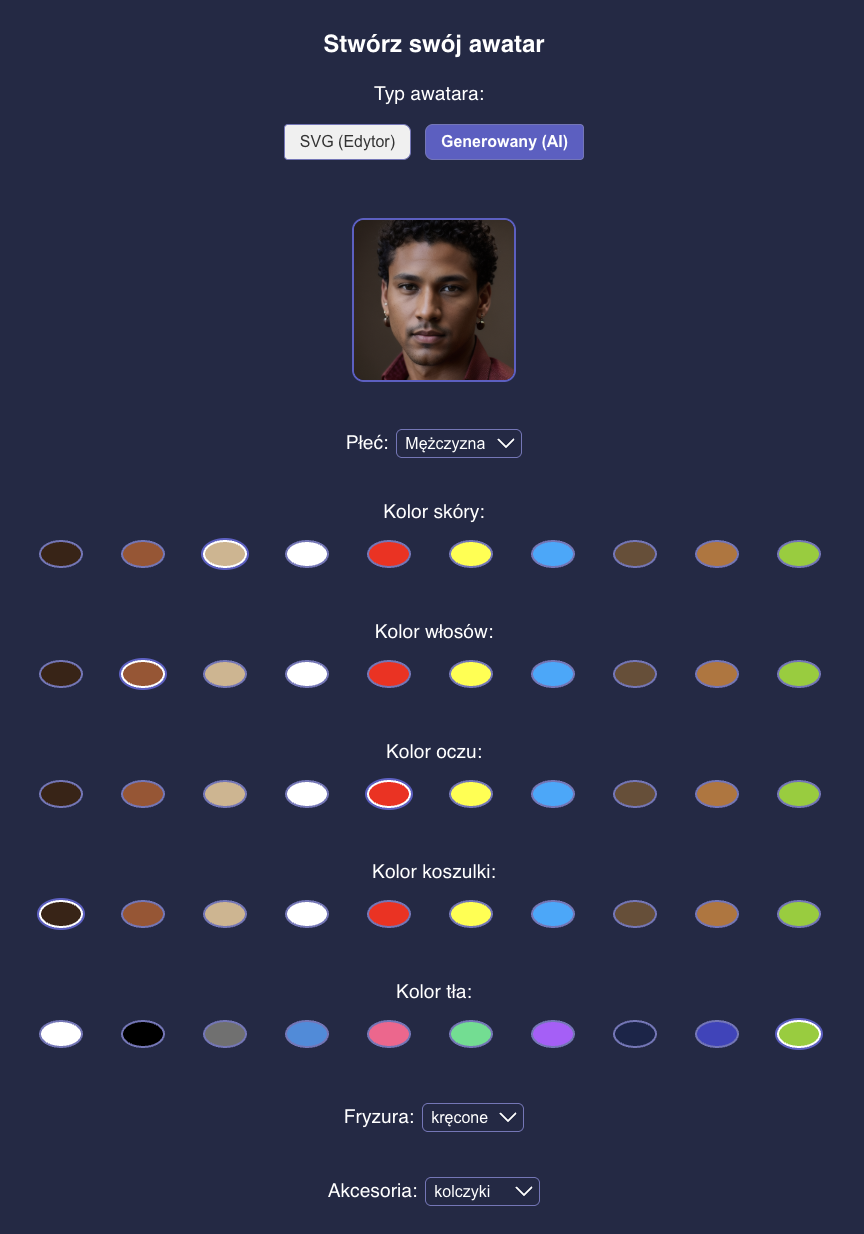 Stwórz swój awatar
Typ awatara:
SVG (Edytor) Generowany (AI)
Płeć: Mężczyzna
Kolor skóry:
Kolor włosów:
Kolor oczu:
Kolor koszulki:
Kolor tła:
Fryzura: kręcone
Akcesoria: kolczyki